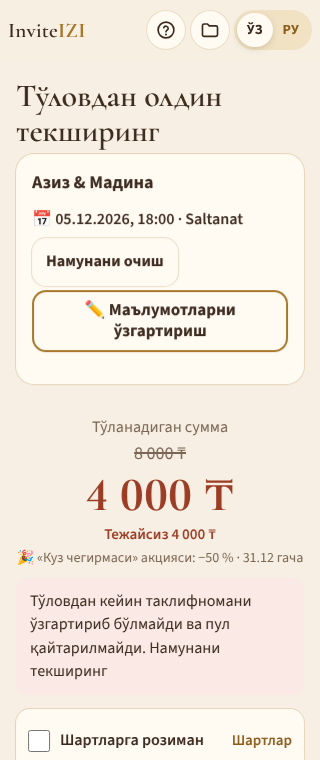 InviteIZI
ЎЗ РУ
Тўловдан олдин
текширинг
Азиз & Мадина
📅 05.12.2026, 18:00 · Saltanat
Намунани очиш
✏️ Маълумотларни
ўзгартириш
Тўланадиган сумма
8 000 ₸
4 000 ₸
Тежайсиз 4 000 ₸
🎉 «Куз чегирмаси» акцияси: −50 % · 31.12 гача
Тўловдан кейин таклифномани
ўзгартириб бўлмайди ва пул
қайтарилмайди. Намунани
текширинг
Шартларга розиман Шартлар